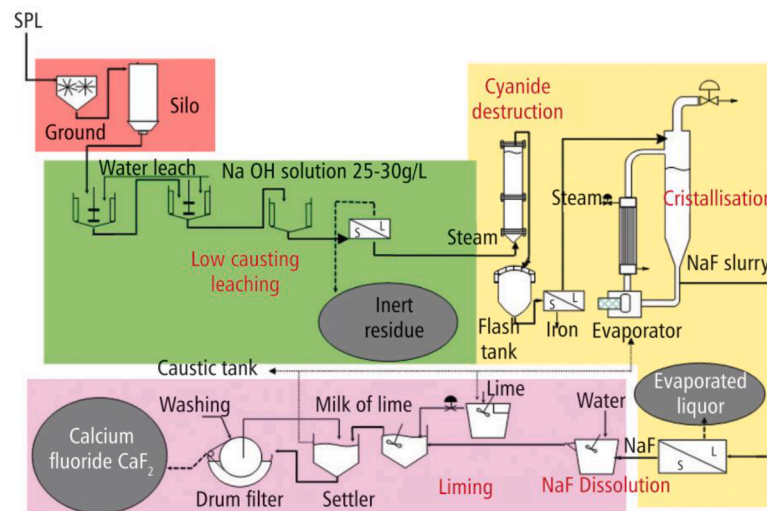 SPL
Ground
Silo
Water leach
Na OH solution 25-30g/L
Low causting
leaching
S
L
Inert
residue
Cyanide
destruction
Steam
Flash
tank
S
L
Iron
Steam
Cristallisation
NaF slurry
Evaporator
Caustic tank
Evaporated
liquor
Lime
Washing
Milk of lime
Water
Calcium
fluoride CaF₂
NaF
S
L
Drum filter
Settler
Liming
NaF Dissolution